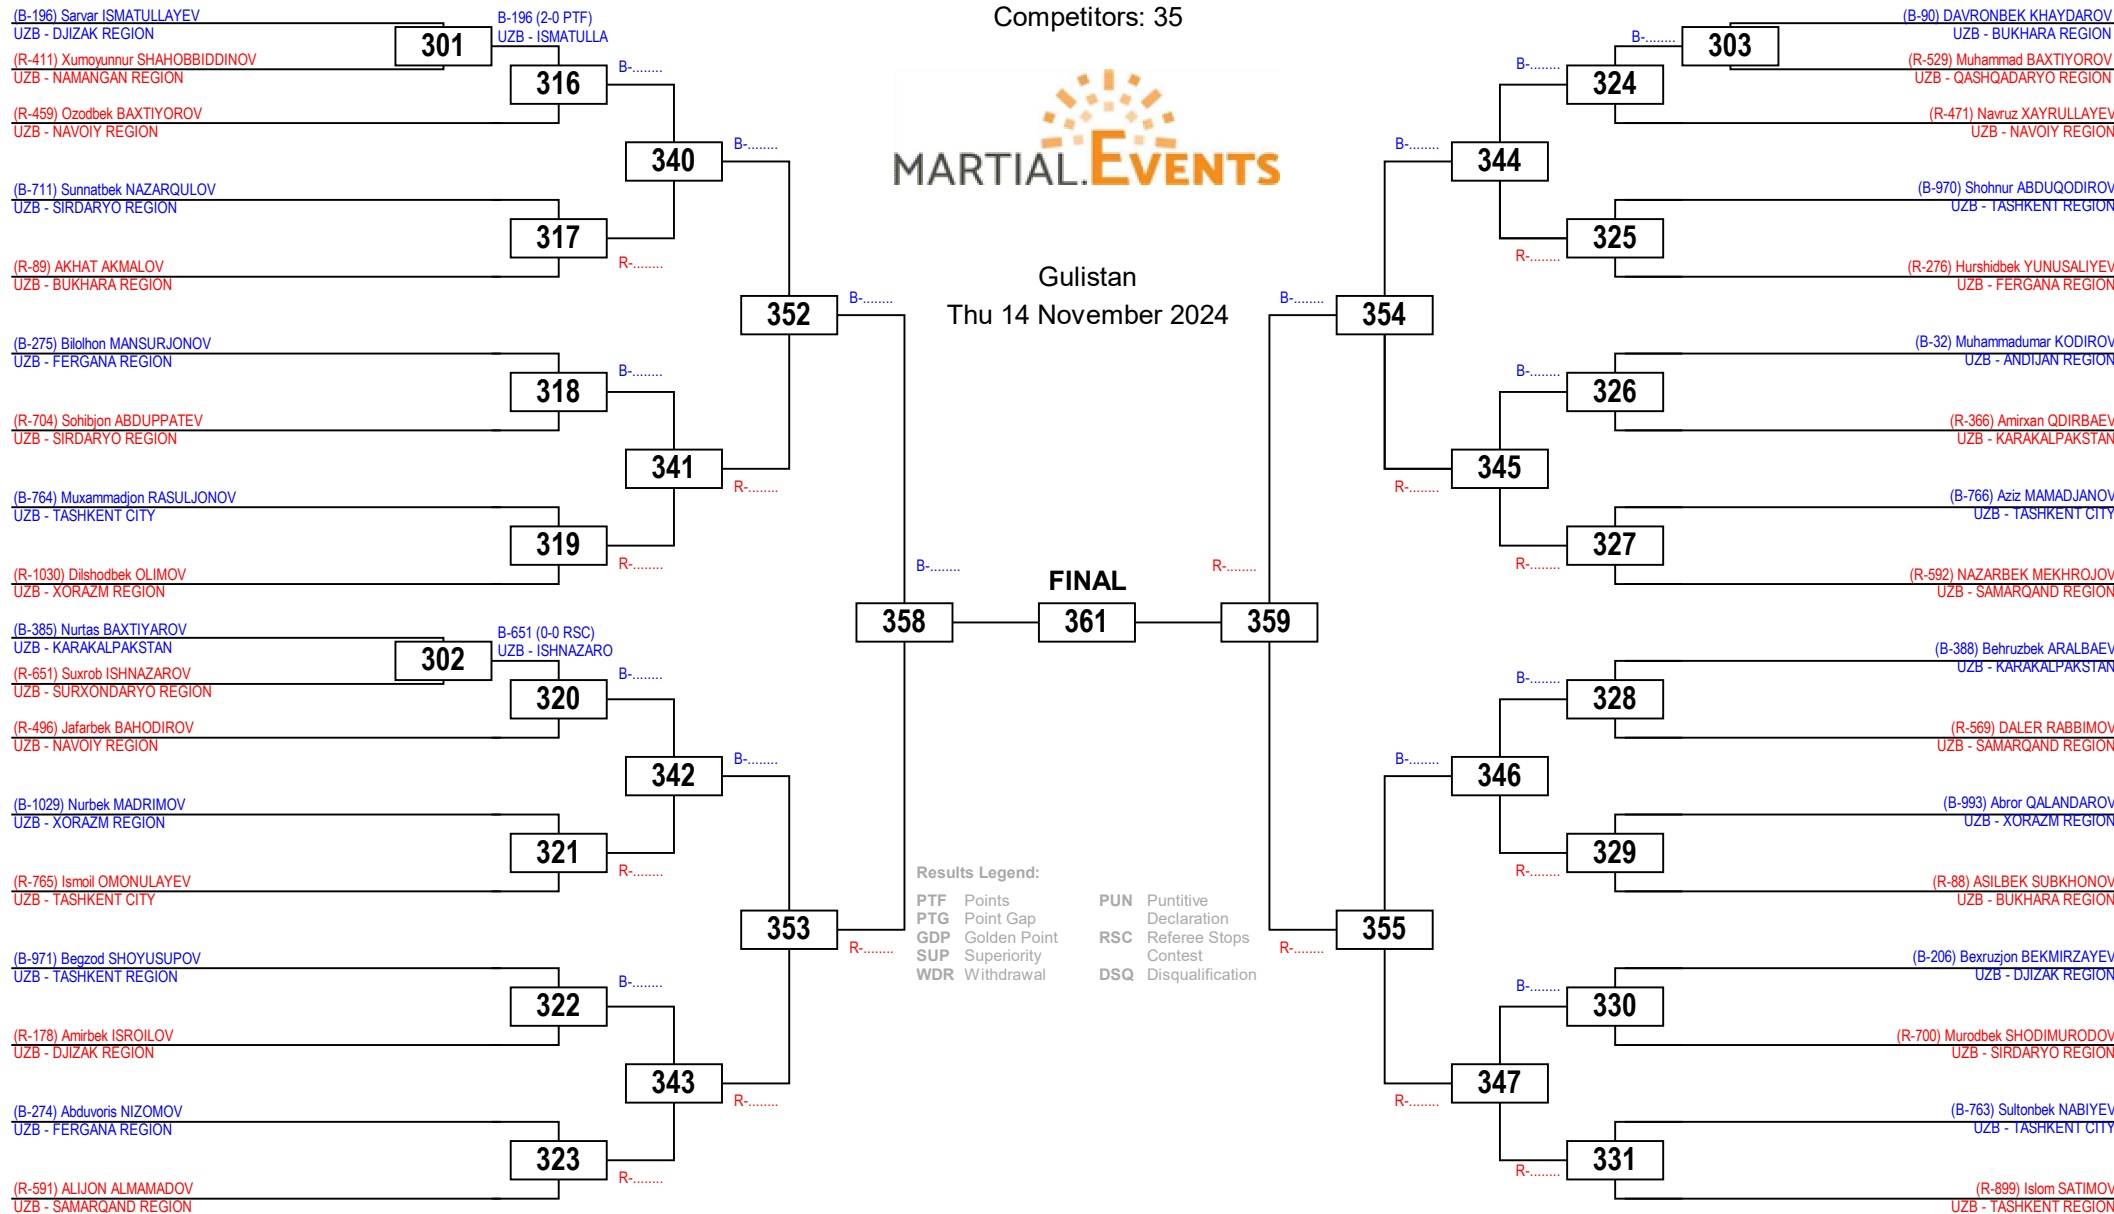 Competitors: 35
MARTIAL.EVENTS
Gulistan
Thu 14 November 2024
(B-196) Sarvar ISMATULLAYEV
UZB - DJIZAK REGION
301
(R-411) Xumoyunnur SHAHOBBIDDINOV
UZB - NAMANGAN REGION
B-196 (2-0 PTF)
UZB - ISMATULLA
316
B-........
(R-459) Ozodbek BAXTIYOROV
UZB - NAVOIY REGION
340
B-........
(B-711) Sunnatbek NAZARQULOV
UZB - SIRDARYO REGION
317
R-........
(R-89) AKHAT AKMALOV
UZB - BUKHARA REGION
352
B-........
(B-275) Bilolhon MANSURJONOV
UZB - FERGANA REGION
318
B-........
(R-704) Sohibjon ABDUPPATEV
UZB - SIRDARYO REGION
341
R-........
(B-764) Muxammadjon RASULJONOV
UZB - TASHKENT CITY
319
R-........
(R-1030) Dilshodbek OLIMOV
UZB - XORAZM REGION
B-........
358
(B-385) Nurtas BAXTIYAROV
UZB - KARAKALPAKSTAN
302
(R-651) Suxrob ISHNAZAROV
UZB - SURXONDARYO REGION
B-651 (0-0 RSC)
UZB - ISHNAZARO
320
B-........
(R-496) Jafarbek BAHODIROV
UZB - NAVOIY REGION
342
B-........
(B-1029) Nurbek MADRIMOV
UZB - XORAZM REGION
321
R-........
(R-765) Ismoil OMONULAYEV
UZB - TASHKENT CITY
353
R-........
(B-971) Begzod SHOYUSUPOV
UZB - TASHKENT REGION
322
B-........
(R-178) Amirbek ISROILOV
UZB - DJIZAK REGION
343
R-........
(B-274) Abduvoris NIZOMOV
UZB - FERGANA REGION
323
R-........
(R-591) ALIJON ALMAMADOV
UZB - SAMARQAND REGION
FINAL
361
R-........
359
Results Legend:
PTF Points
PTG Point Gap
GDP Golden Point
SUP Superiority
WDR Withdrawal
PUN Puntitive
Declaration
RSC Referee Stops
Contest
DSQ Disqualification
(B-90) DAVRONBEK KHAYDAROV
UZB - BUKHARA REGION
303
B-........
(R-529) Muhammad BAXTIYOROV
UZB - QASHQADARYO REGION
324
B-........
(R-471) Navruz XAYRULLAYEV
UZB - NAVOIY REGION
344
B-........
(B-970) Shohnur ABDUQODIROV
UZB - TASHKENT REGION
325
R-........
(R-276) Hurshidbek YUNUSALIYEV
UZB - FERGANA REGION
354
B-........
(B-32) Muhammadumar KODIROV
UZB - ANDIJAN REGION
326
B-........
(R-366) Amirxan QDIRBAEV
UZB - KARAKALPAKSTAN
345
R-........
(B-766) Aziz MAMADJANOV
UZB - TASHKENT CITY
327
R-........
(R-592) NAZARBEK MEKHROJOV
UZB - SAMARQAND REGION
(B-388) Behruzbek ARALBAEV
UZB - KARAKALPAKSTAN
328
B-........
(R-569) DALER RABBIMOV
UZB - SAMARQAND REGION
346
B-........
(B-993) Abror QALANDAROV
UZB - XORAZM REGION
329
R-........
(R-88) ASILBEK SUBKHONOV
UZB - BUKHARA REGION
355
R-........
(B-206) Bexruzjon BEKMIRZAYEV
UZB - DJIZAK REGION
330
B-........
(R-700) Murodbek SHODIMURODOV
UZB - SIRDARYO REGION
347
R-........
(B-763) Sultonbek NABIYEV
UZB - TASHKENT CITY
331
R-........
(R-899) Islom SATIMOV
UZB - TASHKENT REGION